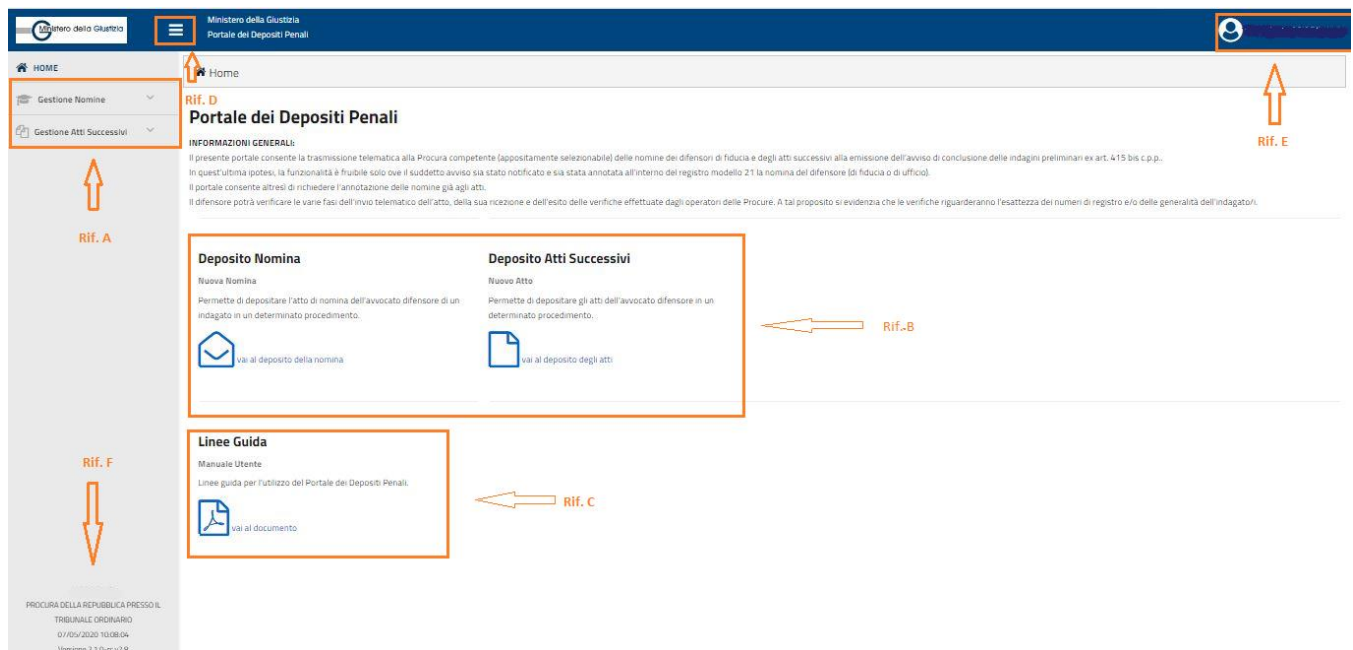 Ministero della Giustizia
Ministero della Giustizia
Portale dei Depositi Penali
HOME
Home
Gestione Nomine
Gestione Atti Successivi
Rif. A
Rif. D
Rif. E
Portale dei Depositi Penali
INFORMAZIONI GENERALI:
Il presente portale consente la trasmissione telematica alla Procura competente (appositamente selezionabile) delle nomine dei difensori di fiducia e degli atti successivi alla emissione dell'avviso di conclusione delle indagini preliminari ex art. 415 bis c.p.p..
In quest'ultima ipotesi, la funzionalità è fruibile solo ove il suddetto avviso sia stato notificato e sia stata annotata all'interno del registro modello 21 la nomina del difensore (di fiducia o di ufficio).
Il portale consente altresì di richiedere l'annotazione delle nomine già agli atti.
Il difensore potrà verificare le varie fasi dell'invio telematico dell'atto, della sua ricezione e dell'esito delle verifiche effettuate dagli operatori delle Procure. A tal proposito si evidenzia che le verifiche riguarderanno l'esattezza dei numeri di registro e/o delle generalità dell'indagato/i.
Deposito Nomina
Nuova Nomina
Permette di depositare l'atto di nomina dell'avvocato difensore di un
indagato in un determinato procedimento.
vai al deposito della nomina
Deposito Atti Successivi
Nuovo Atto
Permette di depositare gli atti dell'avvocato difensore in un
determinato procedimento.
vai al deposito degli atti
Rif.-B
Linee Guida
Manuale Utente
Linee guida per l'utilizzo del Portale dei Depositi Penali.
vai al documento
Rif. C
Rif. F
PROCURA DELLA REPUBBLICA PRESSO IL
TRIBUNALE ORDINARIO
07/05/2020 10:08:04
Versione